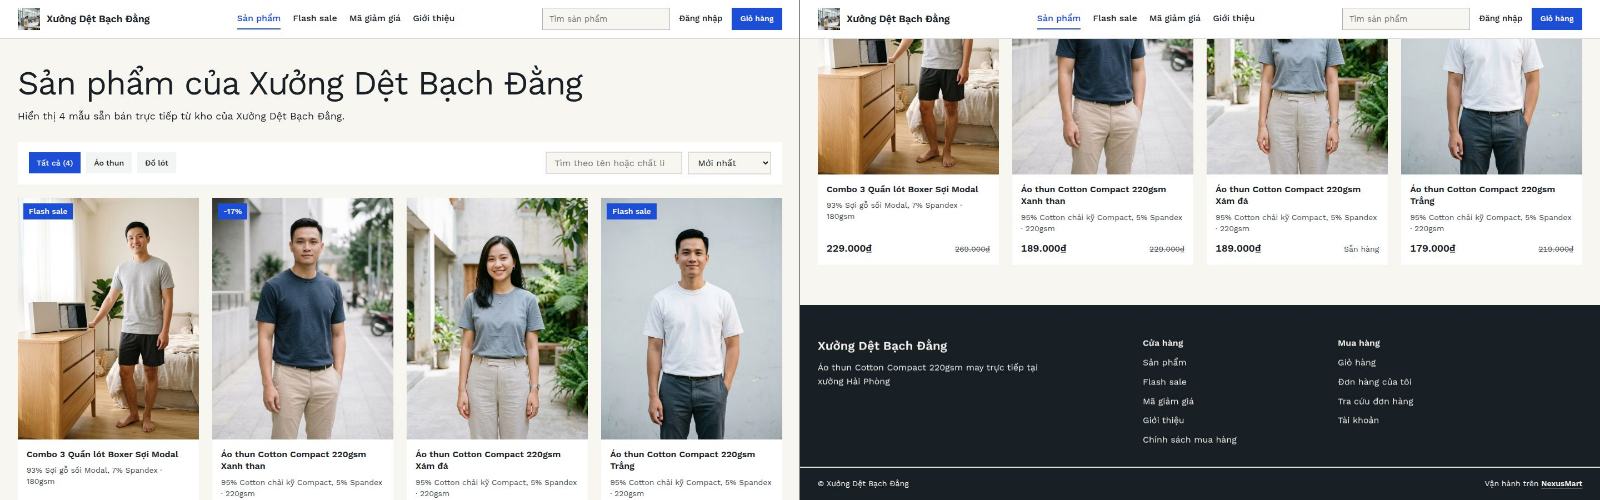 Xưởng Dệt Bạch Đằng
Sản phẩm
Flash sale
Mã giảm giá
Giới thiệu
Tìm sản phẩm
Đăng nhập
Giỏ hàng
Sản phẩm của Xưởng Dệt Bạch Đằng
Hiển thị 4 mẫu sẵn bán trực tiếp từ kho của Xưởng Dệt Bạch Đằng.
Tất cả (4)
Áo thun
Đồ lót
Tìm theo tên hoặc chất li
Mới nhất
Flash sale
-17%
Flash sale
Combo 3 Quần lót Boxer Sợi Modal
93% Sợi gỗ sồi Modal, 7% Spandex ·
180gsm
Áo thun Cotton Compact 220gsm
Xanh than
95% Cotton chải kỹ Compact, 5% Spandex
· 220gsm
Áo thun Cotton Compact 220gsm
Xám đá
95% Cotton chải kỹ Compact, 5% Spandex
· 220gsm
Áo thun Cotton Compact 220gsm
Trắng
95% Cotton chải kỹ Compact, 5% Spandex
· 220gsm
Xưởng Dệt Bạch Đằng
Sản phẩm
Flash sale
Mã giảm giá
Giới thiệu
Tìm sản phẩm
Đăng nhập
Giỏ hàng
Combo 3 Quần lót Boxer Sợi Modal
93% Sợi gỗ sồi Modal, 7% Spandex ·
180gsm
229.000₫
269.000₫
Áo thun Cotton Compact 220gsm
Xanh than
95% Cotton chải kỹ Compact, 5% Spandex
· 220gsm
189.000₫
229.000₫
Áo thun Cotton Compact 220gsm
Xám đá
95% Cotton chải kỹ Compact, 5% Spandex
· 220gsm
189.000₫
Sẵn hàng
Áo thun Cotton Compact 220gsm
Trắng
95% Cotton chải kỹ Compact, 5% Spandex
· 220gsm
179.000₫
219.000₫
Xưởng Dệt Bạch Đằng
Áo thun Cotton Compact 220gsm may trực tiếp tại
xưởng Hải Phòng
Cửa hàng
Sản phẩm
Flash sale
Mã giảm giá
Giới thiệu
Chính sách mua hàng
Mua hàng
Giỏ hàng
Đơn hàng của tôi
Tra cứu đơn hàng
Tài khoản
© Xưởng Dệt Bạch Đằng
Vận hành trên NexusMart